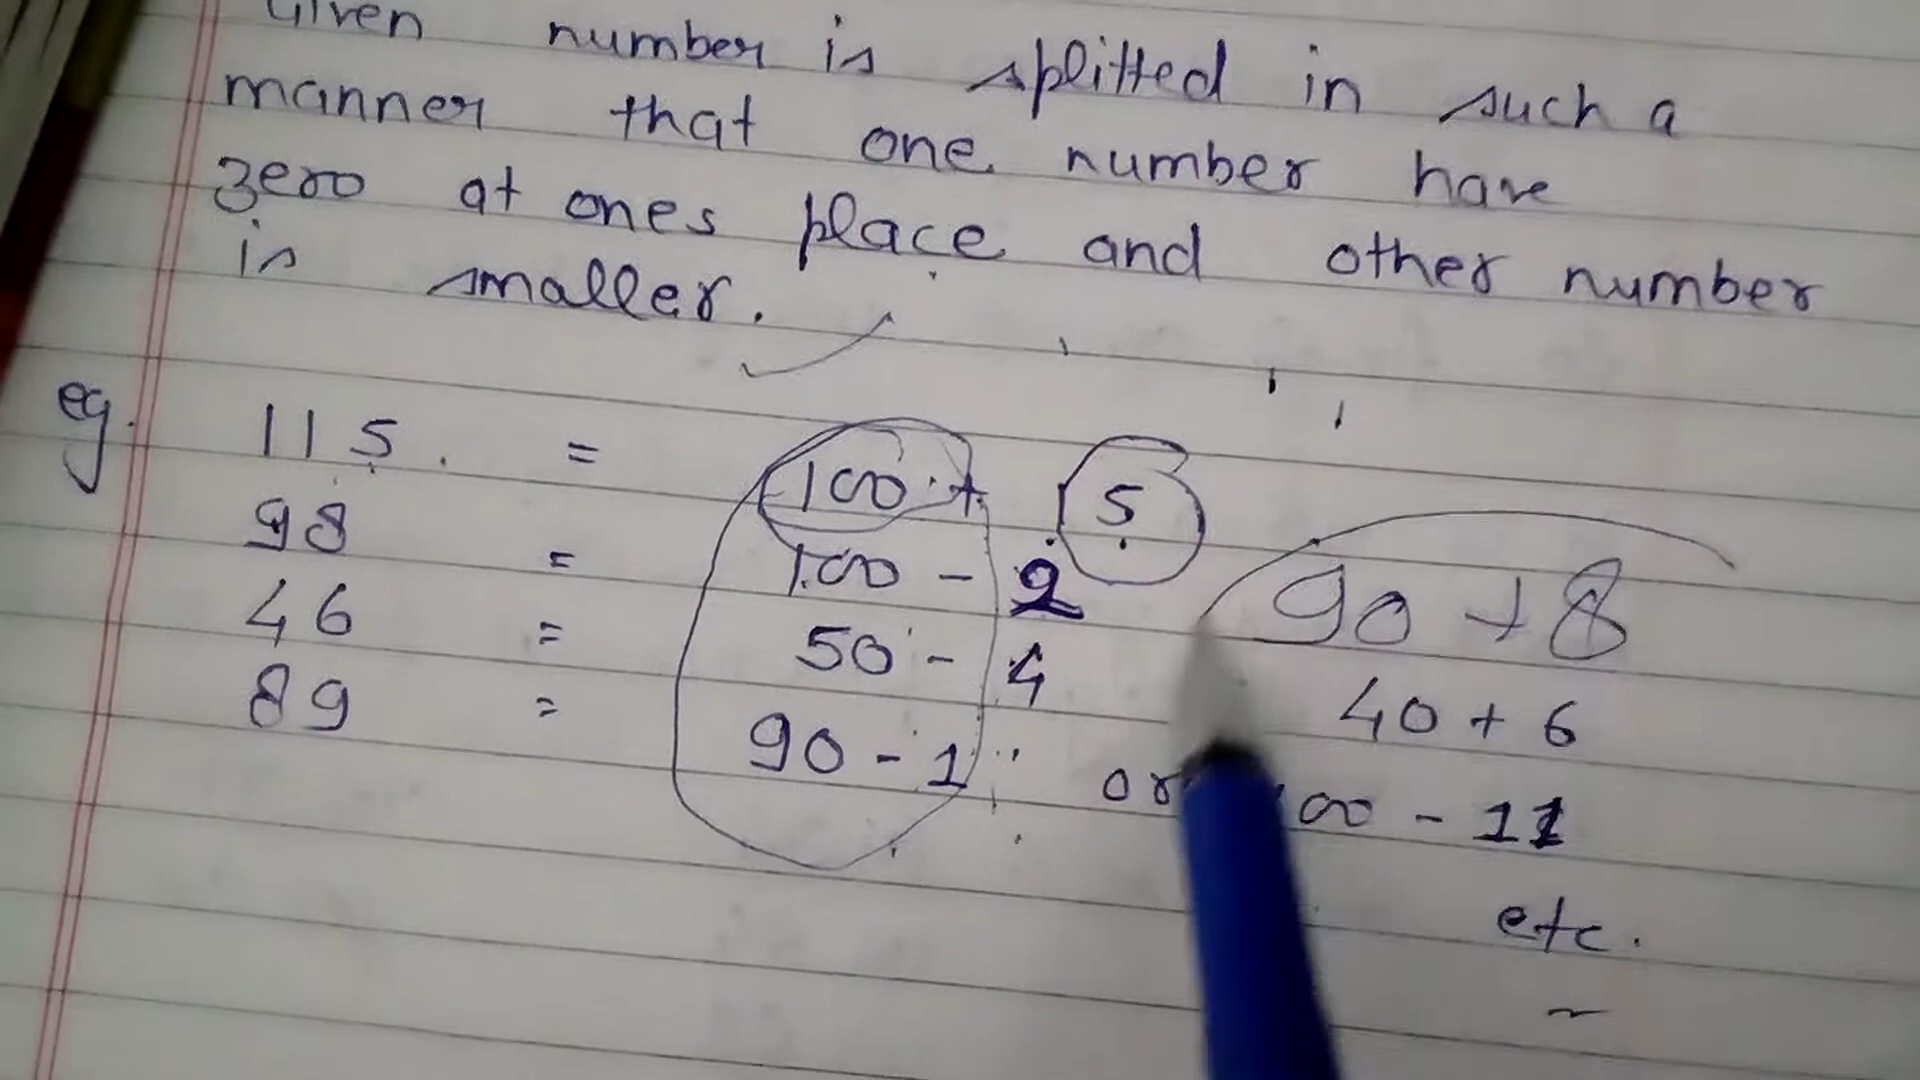 Given number is splitted in such a
manner that one number have
zero at ones place and other number
is smaller.
eg. 115. = 100 + 5
98 = 100 - 2 90 + 8
46 = 50 - 4 40 + 6
89 = 90 - 1 or 100 - 11
etc.